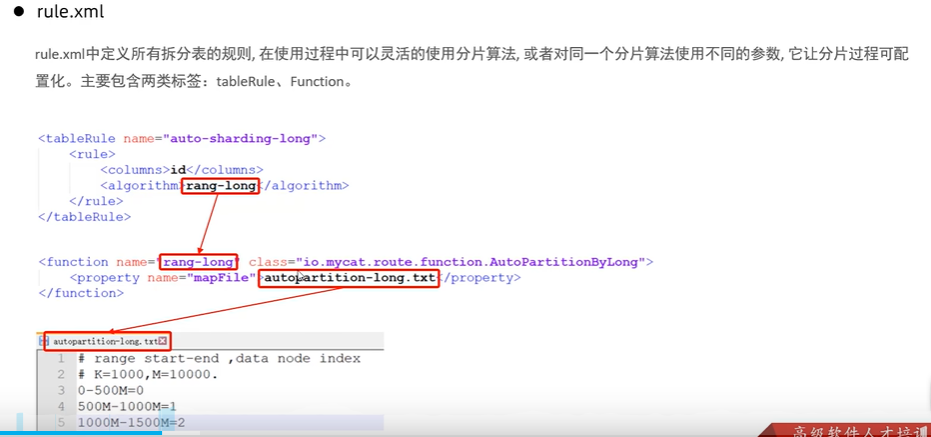 rule.xml
rule.xml中定义所有拆分表的规则, 在使用过程中可以灵活的使用分片算法, 或者对同一个分片算法使用不同的参数, 它让分片过程可配
置化。主要包含两类标签：tableRule、Function。
<tableRule name="auto-sharding-long">
<rule>
<columns>id</columns>
<algorithm>rang-long</algorithm>
</rule>
</tableRule>
<function name="rang-long" class="io.mycat.route.function.AutoPartitionByLong">
<property name="mapFile">autopartition-long.txt</property>
</function>
autopartition-long.txt
1 # range start-end ,data node index
2 # K=1000,M=10000.
3 0-500M=0
4 500M-1000M=1
5 1000M-1500M=2
高级软件人才培训